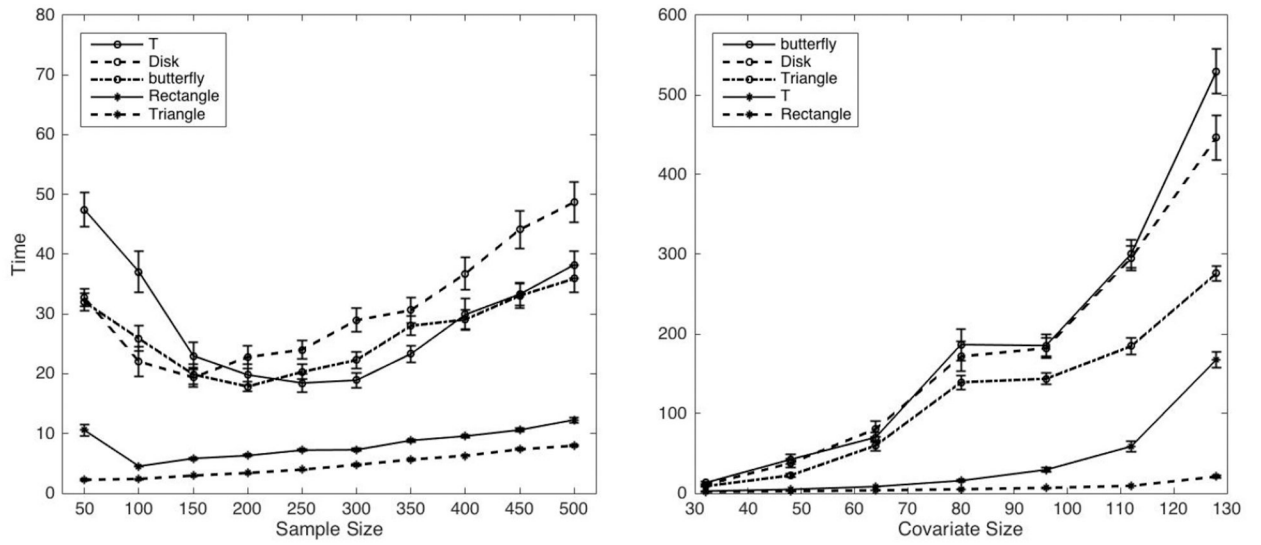 80
70
60
50
40
30
20
10
0
Time
T
Disk
butterfly
Rectangle
Triangle
50 100 150 200 250 300 350 400 450 500
Sample Size
600
500
400
300
200
100
0
butterfly
Disk
Triangle
T
Rectangle
30 40 50 60 70 80 90 100 110 120 130
Covariate Size